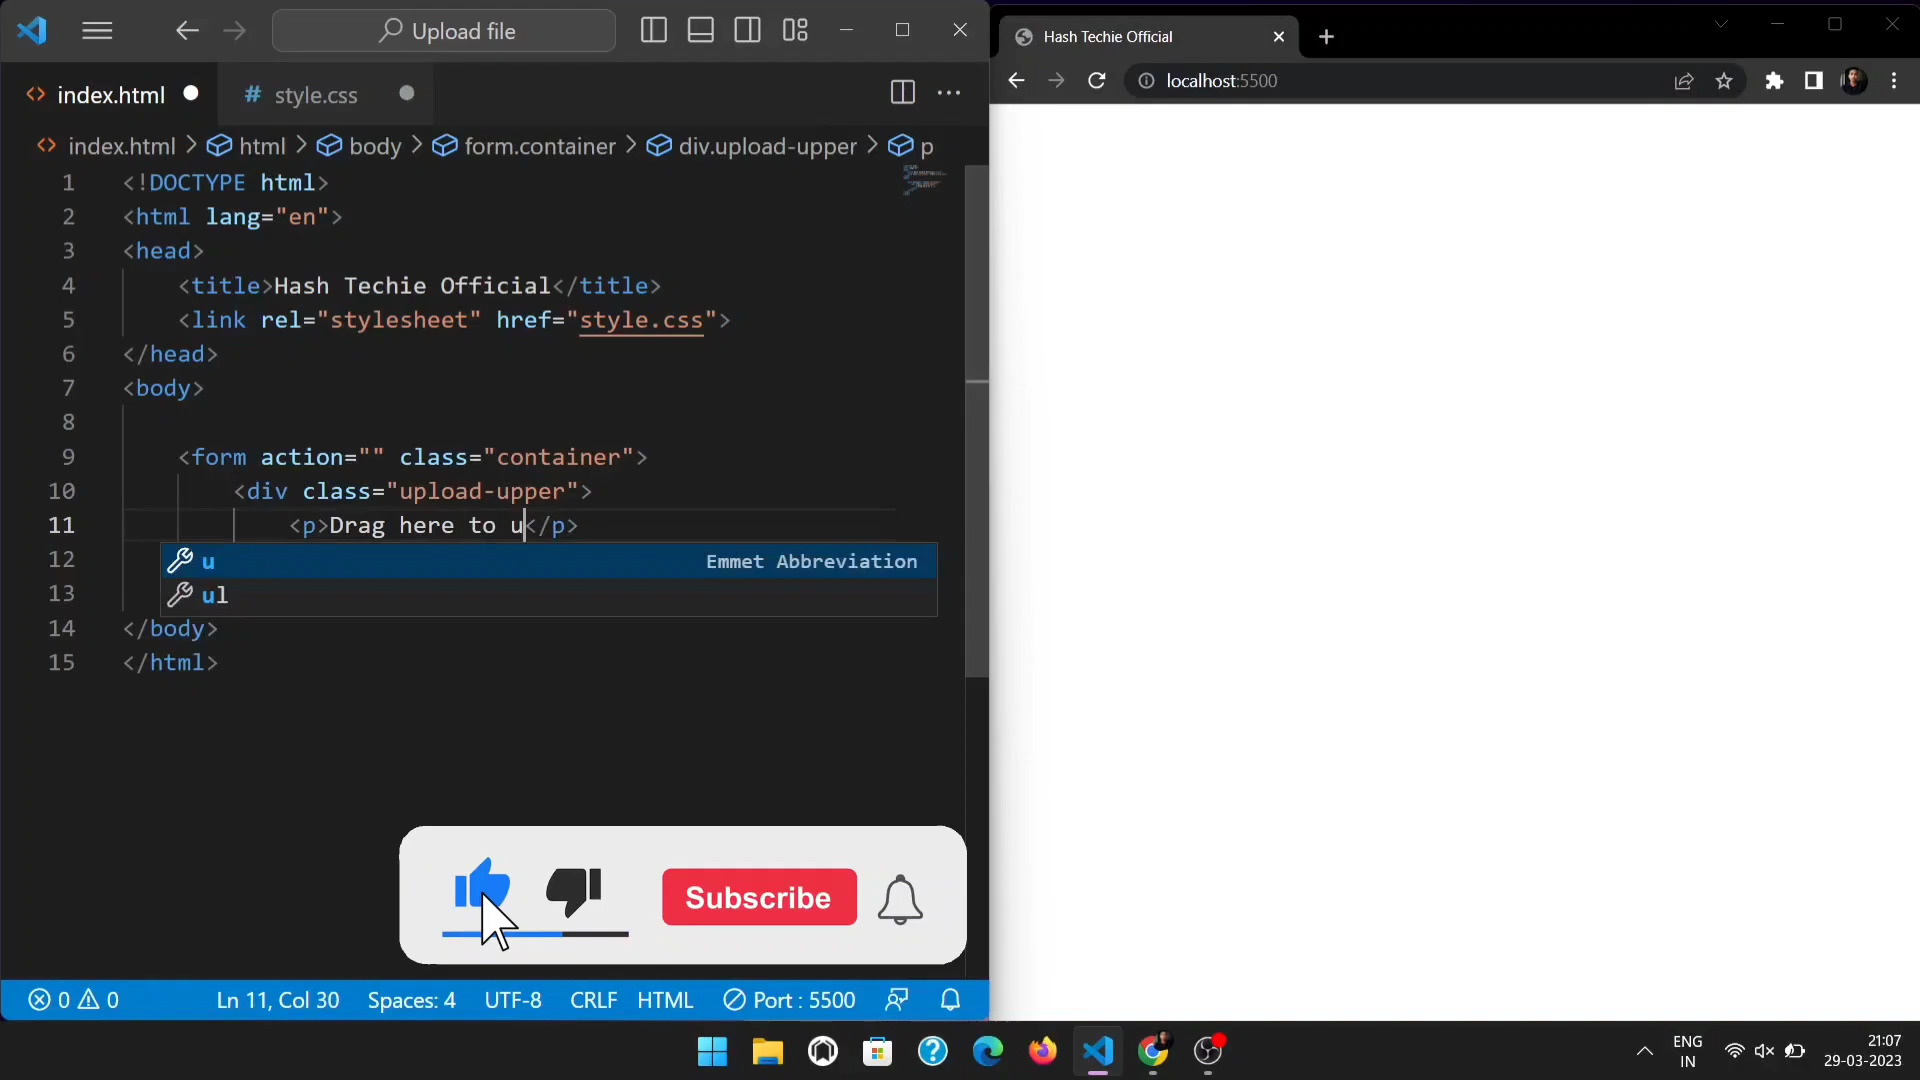 Upload file
index.html
# style.css
index.html > html > body > form.container > div.upload-upper > p
1 <!DOCTYPE html>
2 <html lang="en">
3 <head>
4 <title>Hash Techie Official</title>
5 <link rel="stylesheet" href="style.css">
6 </head>
7 <body>
8
9 <form action="" class="container">
10 <div class="upload-upper">
11 <p>Drag here to u</p>
12 u Emmet Abbreviation
13 ul
14 </body>
15 </html>
Subscribe
0 0 Ln 11, Col 30 Spaces: 4 UTF-8 CRLF HTML Port : 5500
Hash Techie Official
localhost:5500
ENG
IN
21:07
29-03-2023